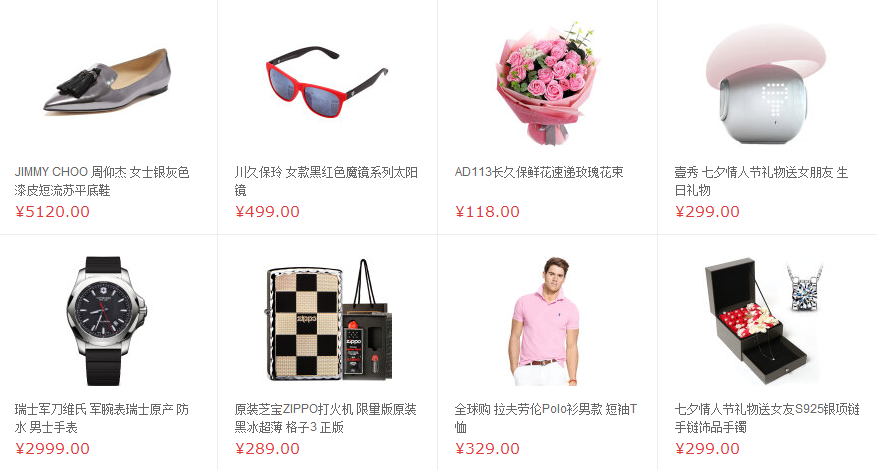 JIMMY CHOO 周仰杰 女士银灰色
漆皮短流苏平底鞋
¥5120.00
川久保玲 女款黑红色魔镜系列太阳
镜
¥499.00
AD113长久保鲜花速递玫瑰花束
¥118.00
壹秀 七夕情人节礼物送女朋友 生
日礼物
¥299.00
瑞士军刀维氏 军腕表瑞士原产 防
水 男士手表
¥2999.00
zippo
原装芝宝ZIPPO打火机 限量版原装
黑冰超薄 格子3 正版
¥289.00
全球购 拉夫劳伦Polo衫男款 短袖T
恤
¥329.00
七夕情人节礼物送女友S925银项链
手链饰品手镯
¥299.00